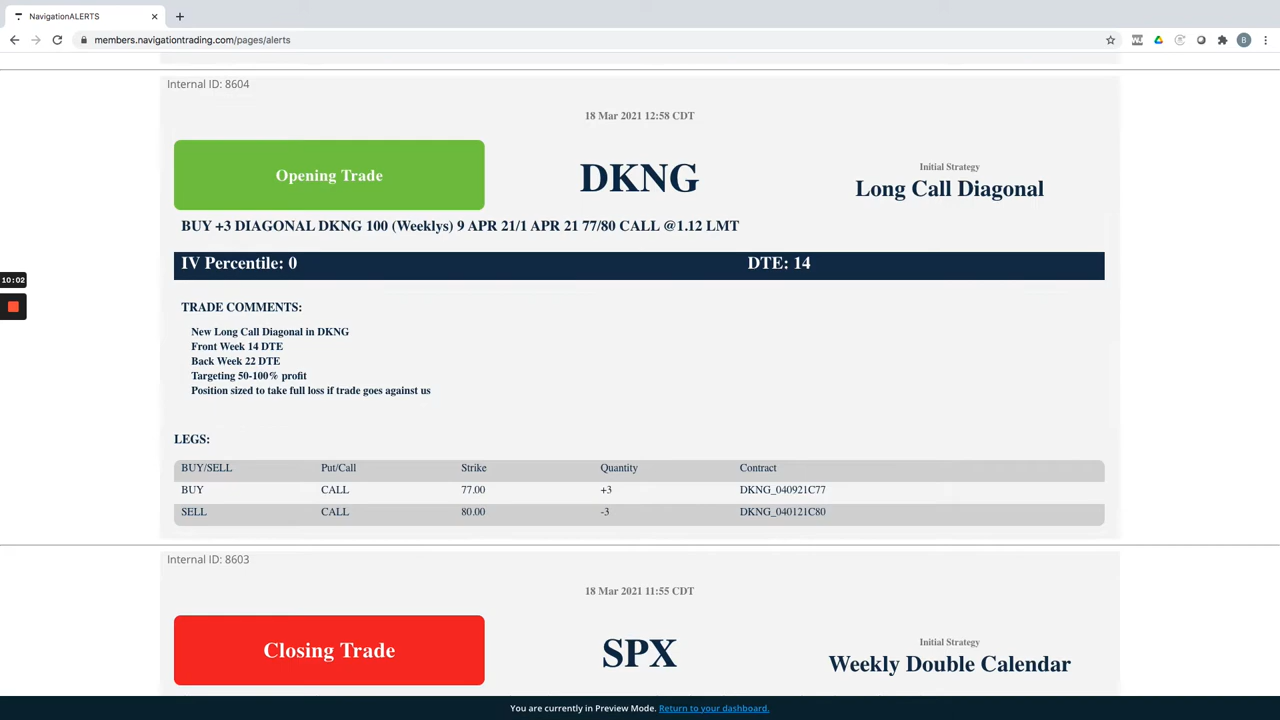 NavigationALERTS
members.navigationtrading.com/pages/alerts
B
Internal ID: 8604
18 Mar 2021 12:58 CDT
Opening Trade
DKNG
Initial Strategy
Long Call Diagonal
BUY +3 DIAGONAL DKNG 100 (Weeklys) 9 APR 21/1 APR 21 77/80 CALL @1.12 LMT
IV Percentile: 0 DTE: 14
10:02
TRADE COMMENTS:
New Long Call Diagonal in DKNG
Front Week 14 DTE
Back Week 22 DTE
Targeting 50-100% profit
Position sized to take full loss if trade goes against us
LEGS:
BUY/SELL Put/Call Strike Quantity Contract
BUY CALL 77.00 +3 DKNG_040921C77
SELL CALL 80.00 -3 DKNG_040121C80
Internal ID: 8603
18 Mar 2021 11:55 CDT
Closing Trade
SPX
Initial Strategy
Weekly Double Calendar
You are currently in Preview Mode. Return to your dashboard.